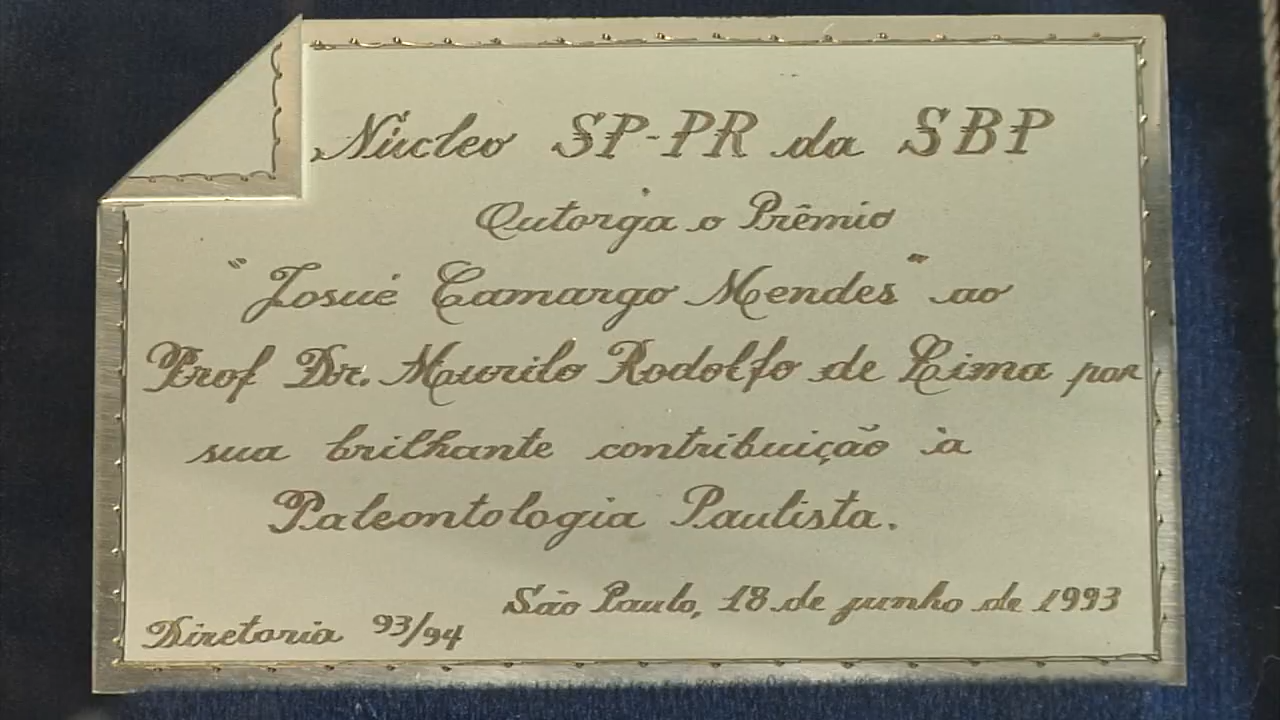 Núcleo SP-PR da SBP
Outorga o Prêmio
"Josué Camargo Mendes" ao
Prof Dr. Murilo Rodolfo de Lima por
sua brilhante contribuição à
Paleontologia Paulista.
São Paulo, 18 de junho de 1993
Diretoria 93/94